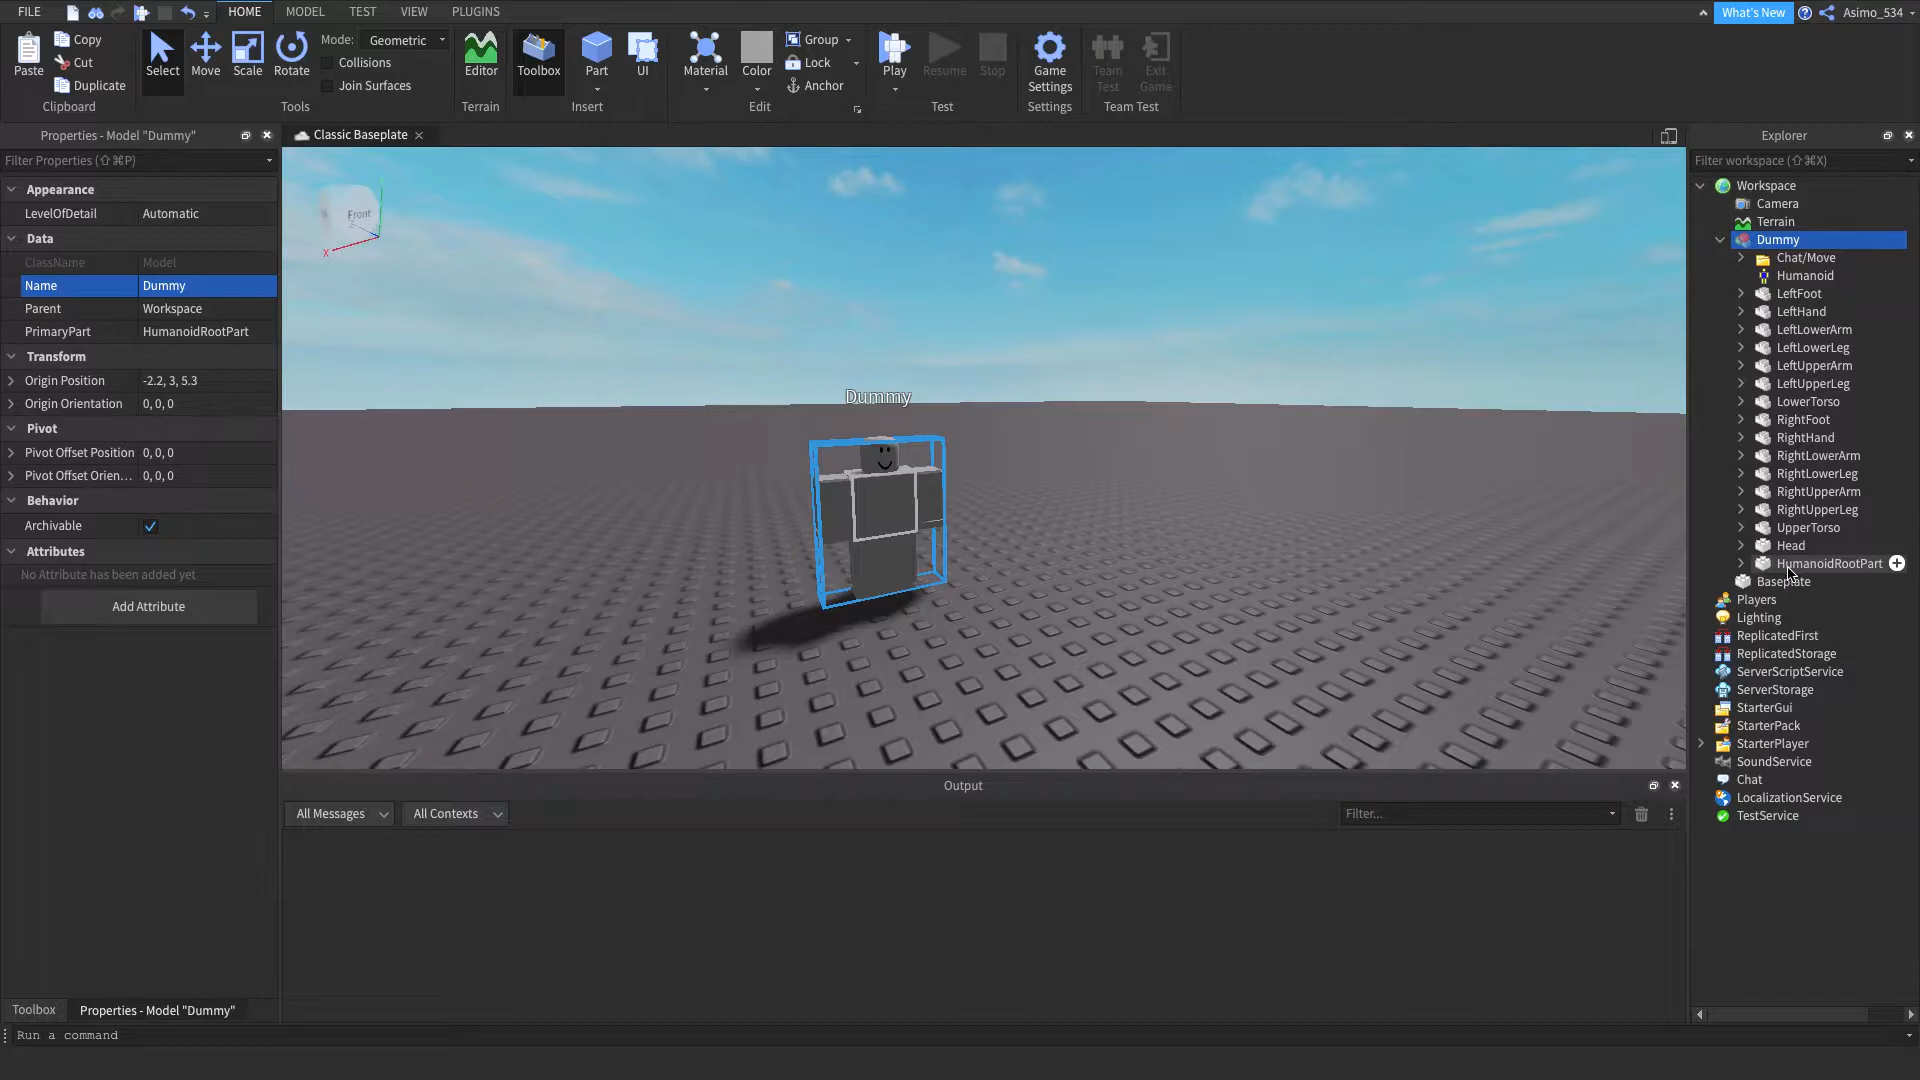 FILE
HOME
MODEL
TEST
VIEW
PLUGINS
What's New
Asimo_534
Paste
Copy
Cut
Duplicate
Clipboard
Select
Move
Scale
Rotate
Mode:
Geometric
Collisions
Join Surfaces
Tools
Editor
Terrain
Toolbox
Part
UI
Insert
Material
Color
Group
Lock
Anchor
Edit
Play
Resume
Stop
Test
Game
Settings
Settings
Team
Test
Exit
Game
Team Test
Properties - Model "Dummy"
Filter Properties (⇧⌘P)
Appearance
LevelOfDetail Automatic
Data
ClassName Model
Name Dummy
Parent Workspace
PrimaryPart HumanoidRootPart
Transform
Origin Position -2.2, 3, 5.3
Origin Orientation 0, 0, 0
Pivot
Pivot Offset Position 0, 0, 0
Pivot Offset Orien... 0, 0, 0
Behavior
Archivable
Attributes
No Attribute has been added yet
Add Attribute
Toolbox
Properties - Model "Dummy"
Classic Baseplate
Front
X
Dummy
Output
All Messages
All Contexts
Filter...
Explorer
Filter workspace (⇧⌘X)
Workspace
Camera
Terrain
Dummy
Chat/Move
Humanoid
LeftFoot
LeftHand
LeftLowerArm
LeftLowerLeg
LeftUpperArm
LeftUpperLeg
LowerTorso
RightFoot
RightHand
RightLowerArm
RightLowerLeg
RightUpperArm
RightUpperLeg
UpperTorso
Head
HumanoidRootPart
Baseplate
Players
Lighting
ReplicatedFirst
ReplicatedStorage
ServerScriptService
ServerStorage
StarterGui
StarterPack
StarterPlayer
SoundService
Chat
LocalizationService
TestService
Run a command